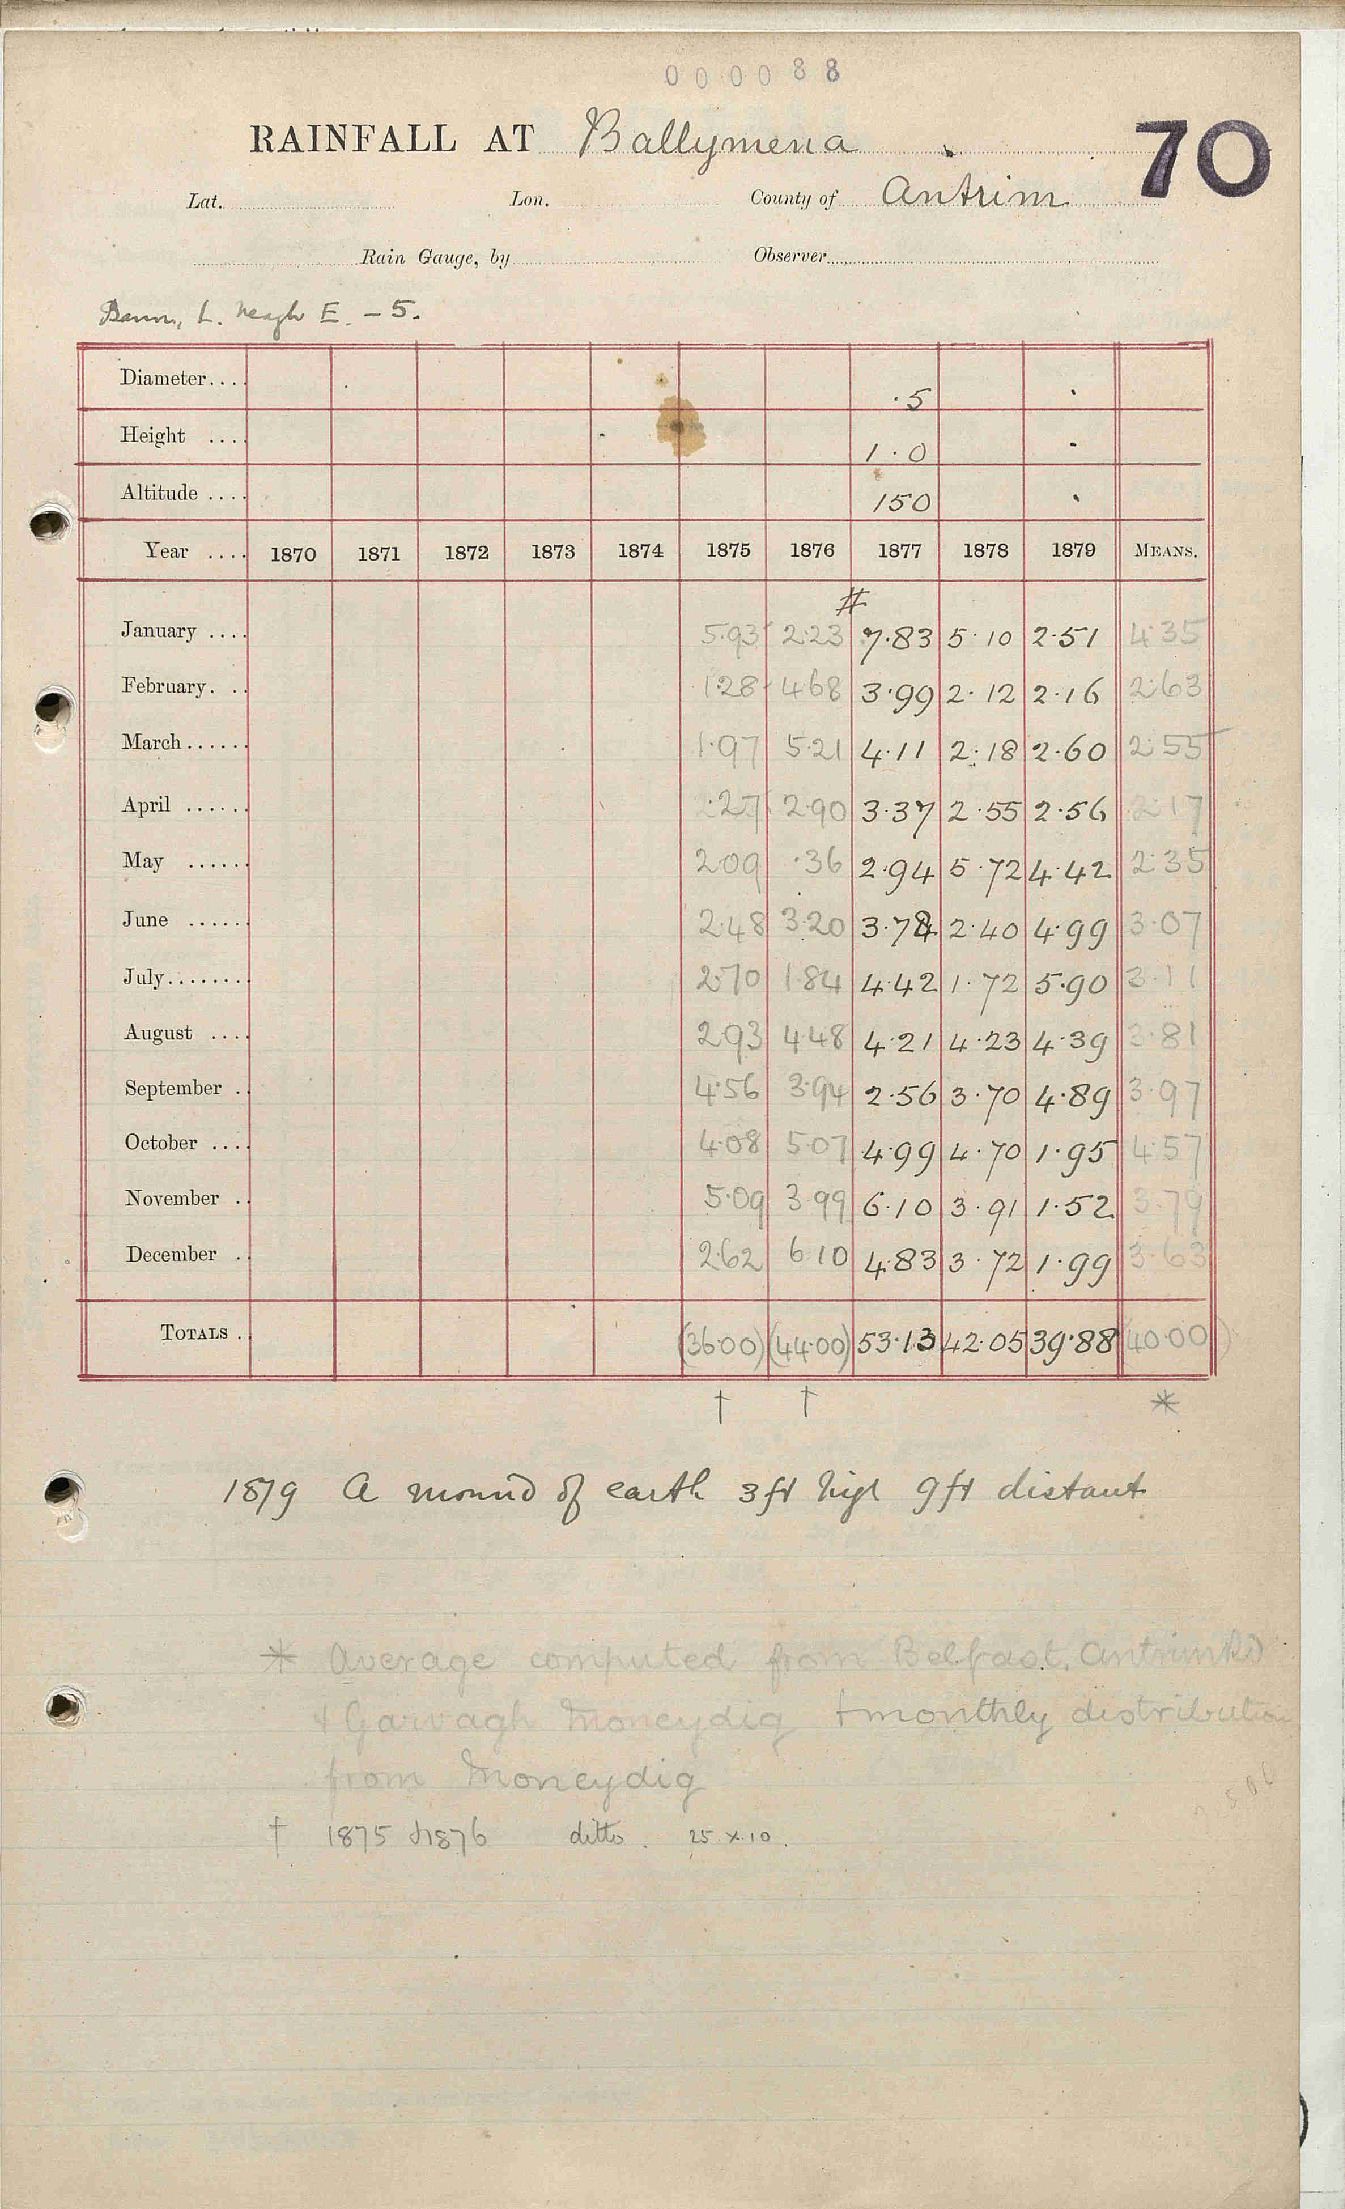 000088
RAINFALL AT Ballymena
70
Lat. Lon. County of Antrim
Rain Gauge, by Observer
Bann, L. Neagh E. – 5.
Diameter.... ·5 ·
Height .... 1·0 ·
Altitude .... 150 ·
Year .... 1870 1871 1872 1873 1874 1875 1876 1877 1878 1879 MEANS.
#
January .... 5·93 2·23 7·83 5·10 2·51 4·35
February. .. 1·28 4·68 3·99 2·12 2·16 2·63
March...... 1·97 5·21 4·11 2·18 2·60 2·55
April ...... ·27 2·90 3·37 2·55 2·56 2·17
May ...... 2·09 ·36 2·94 5·72 4·42 2·35
June ...... 2·48 3·20 3·78 2·40 4·99 3·07
July........ 2·70 1·84 4·42 1·72 5·90 3·11
August .... 2·93 4·48 4·21 4·23 4·39 3·81
September .. 4·56 3·94 2·56 3·70 4·89 3·97
October .... 4·08 5·07 4·99 4·70 1·95 4·57
November .. 5·09 3·99 6·10 3·91 1·52 3·79
December .. 2·62 6·10 4·83 3·72 1·99 3·63
TOTALS .. (36·00) (44·00) 53·13 42·05 39·88 (40·00)
† † *
1879 A mound of earth 3ft high 9ft distant
* Average computed from Belfast, Antrim Rd
& Garvagh Moneydig + monthly distribution
from Moneydig
† 1875 & 1876 ditto. 25.X.10.